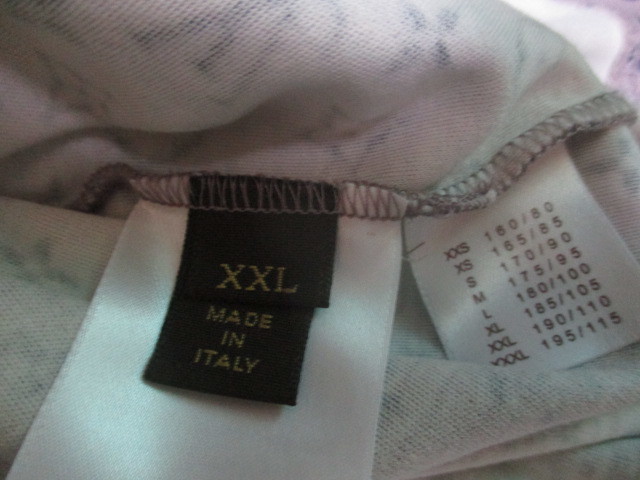 XXL
MADE
IN
ITALY
XXS 160/80
XS 165/85
S 170/90
M 175/95
L 180/100
XL 185/105
XXL 190/110
XXXL 195/115